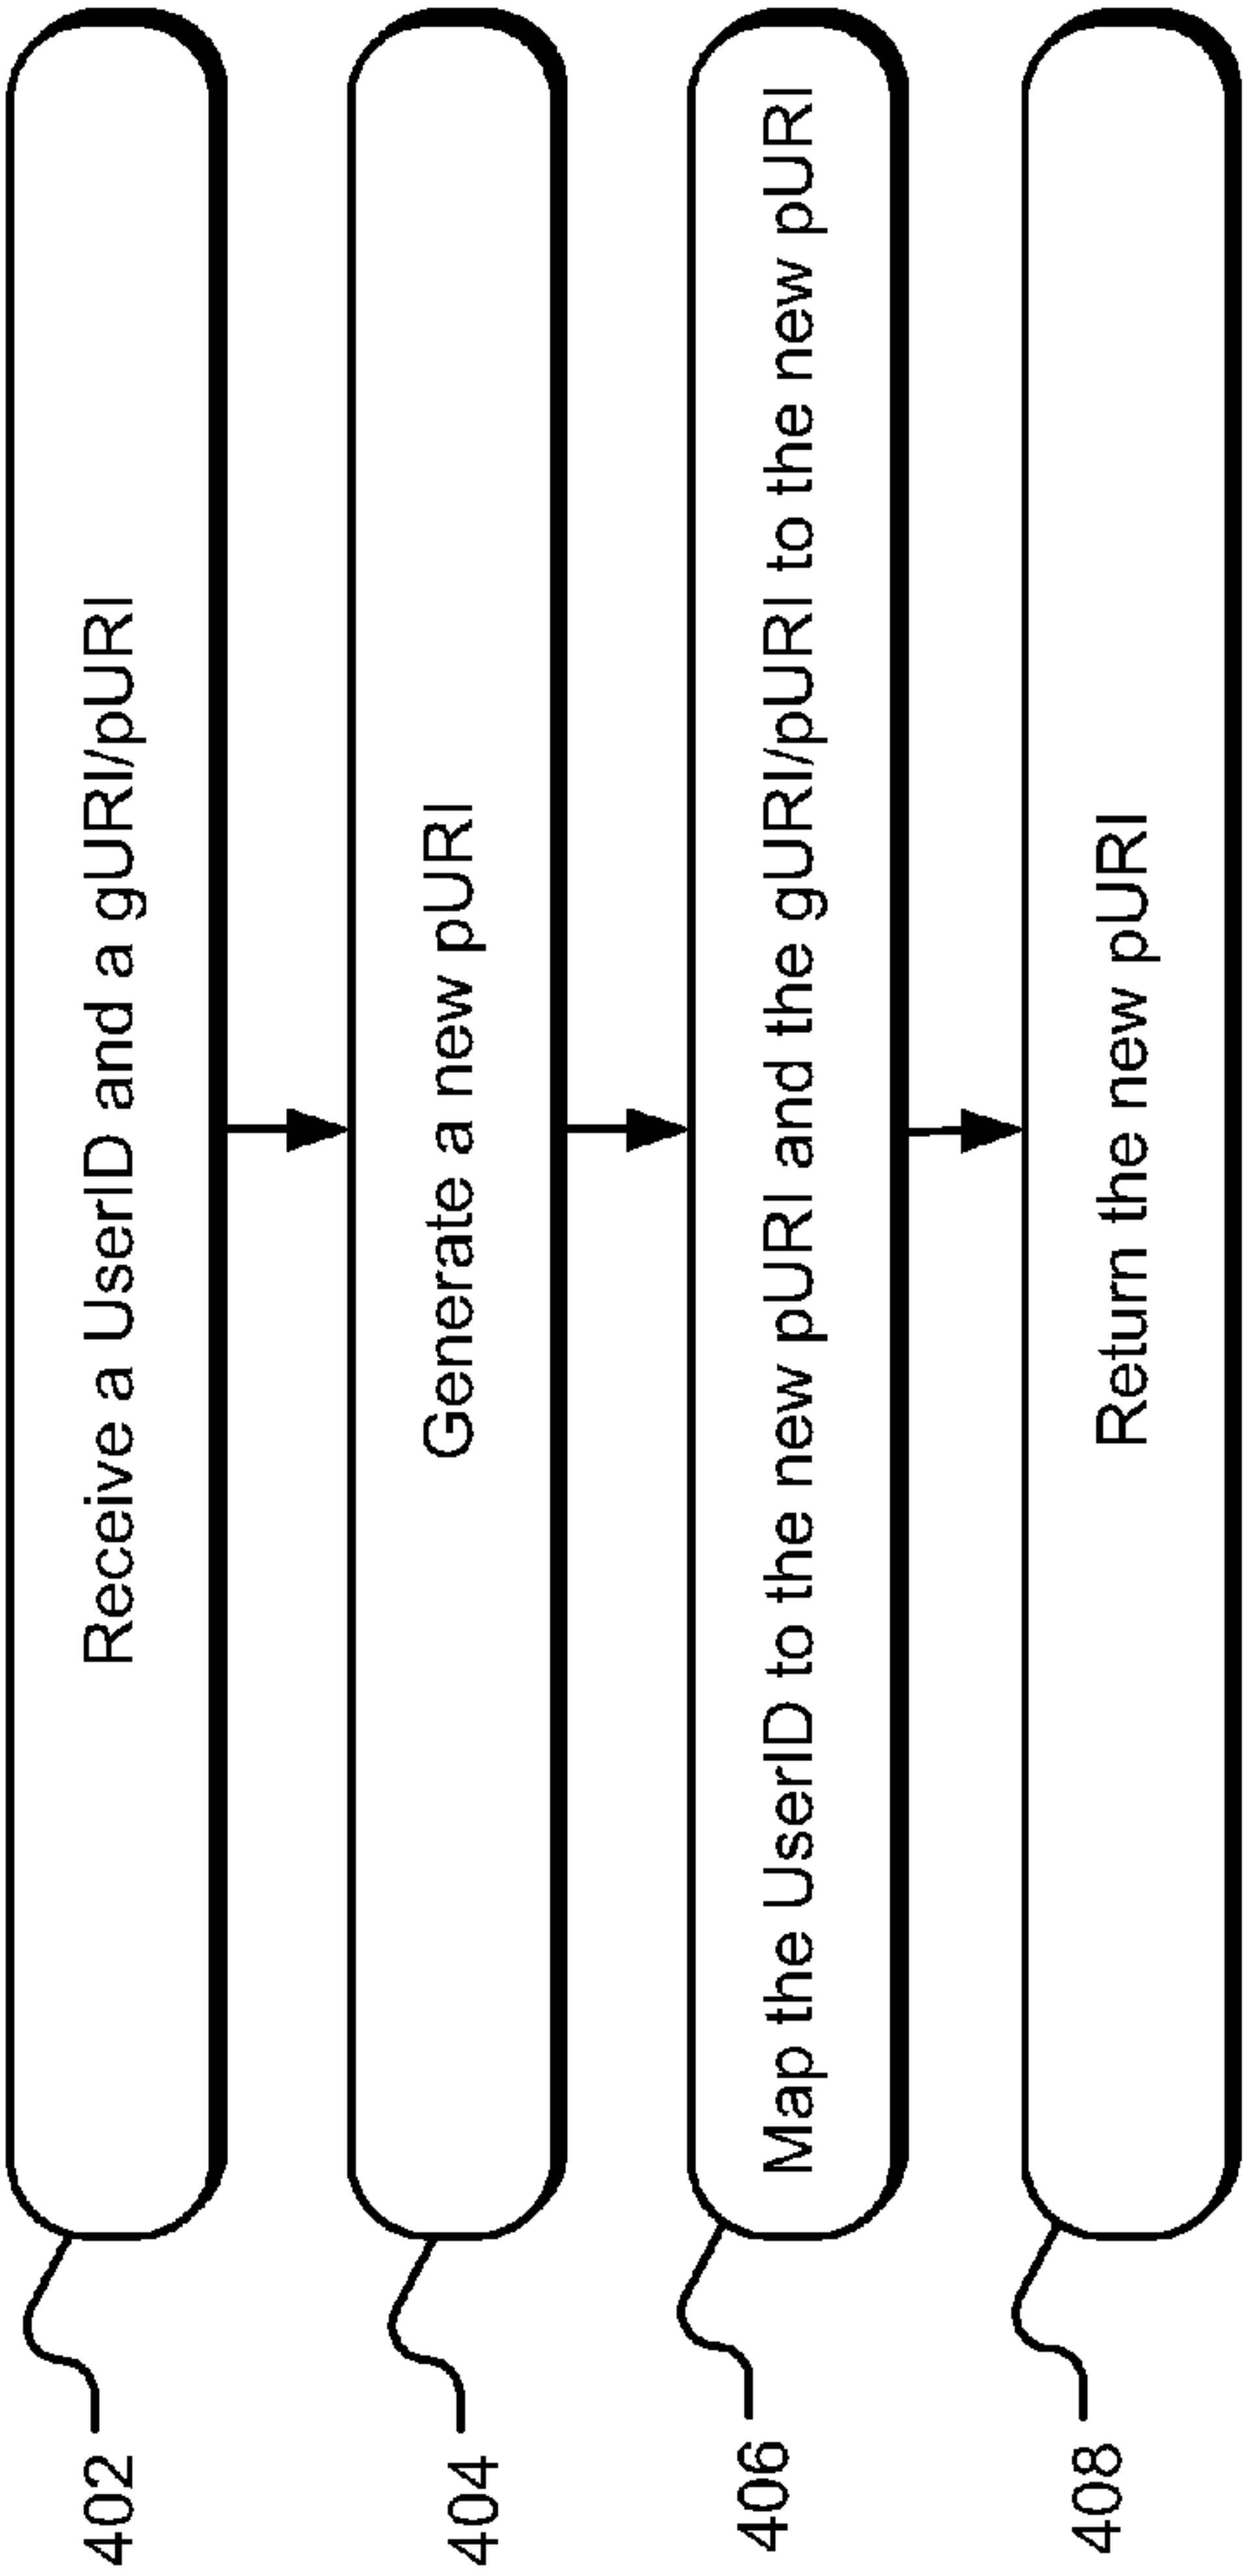 402
Receive a UserID and a gURI/pURI
404
Generate a new pURI
406
Map the UserID to the new pURI and the gURI/pURI to the new pURI
408
Return the new pURI